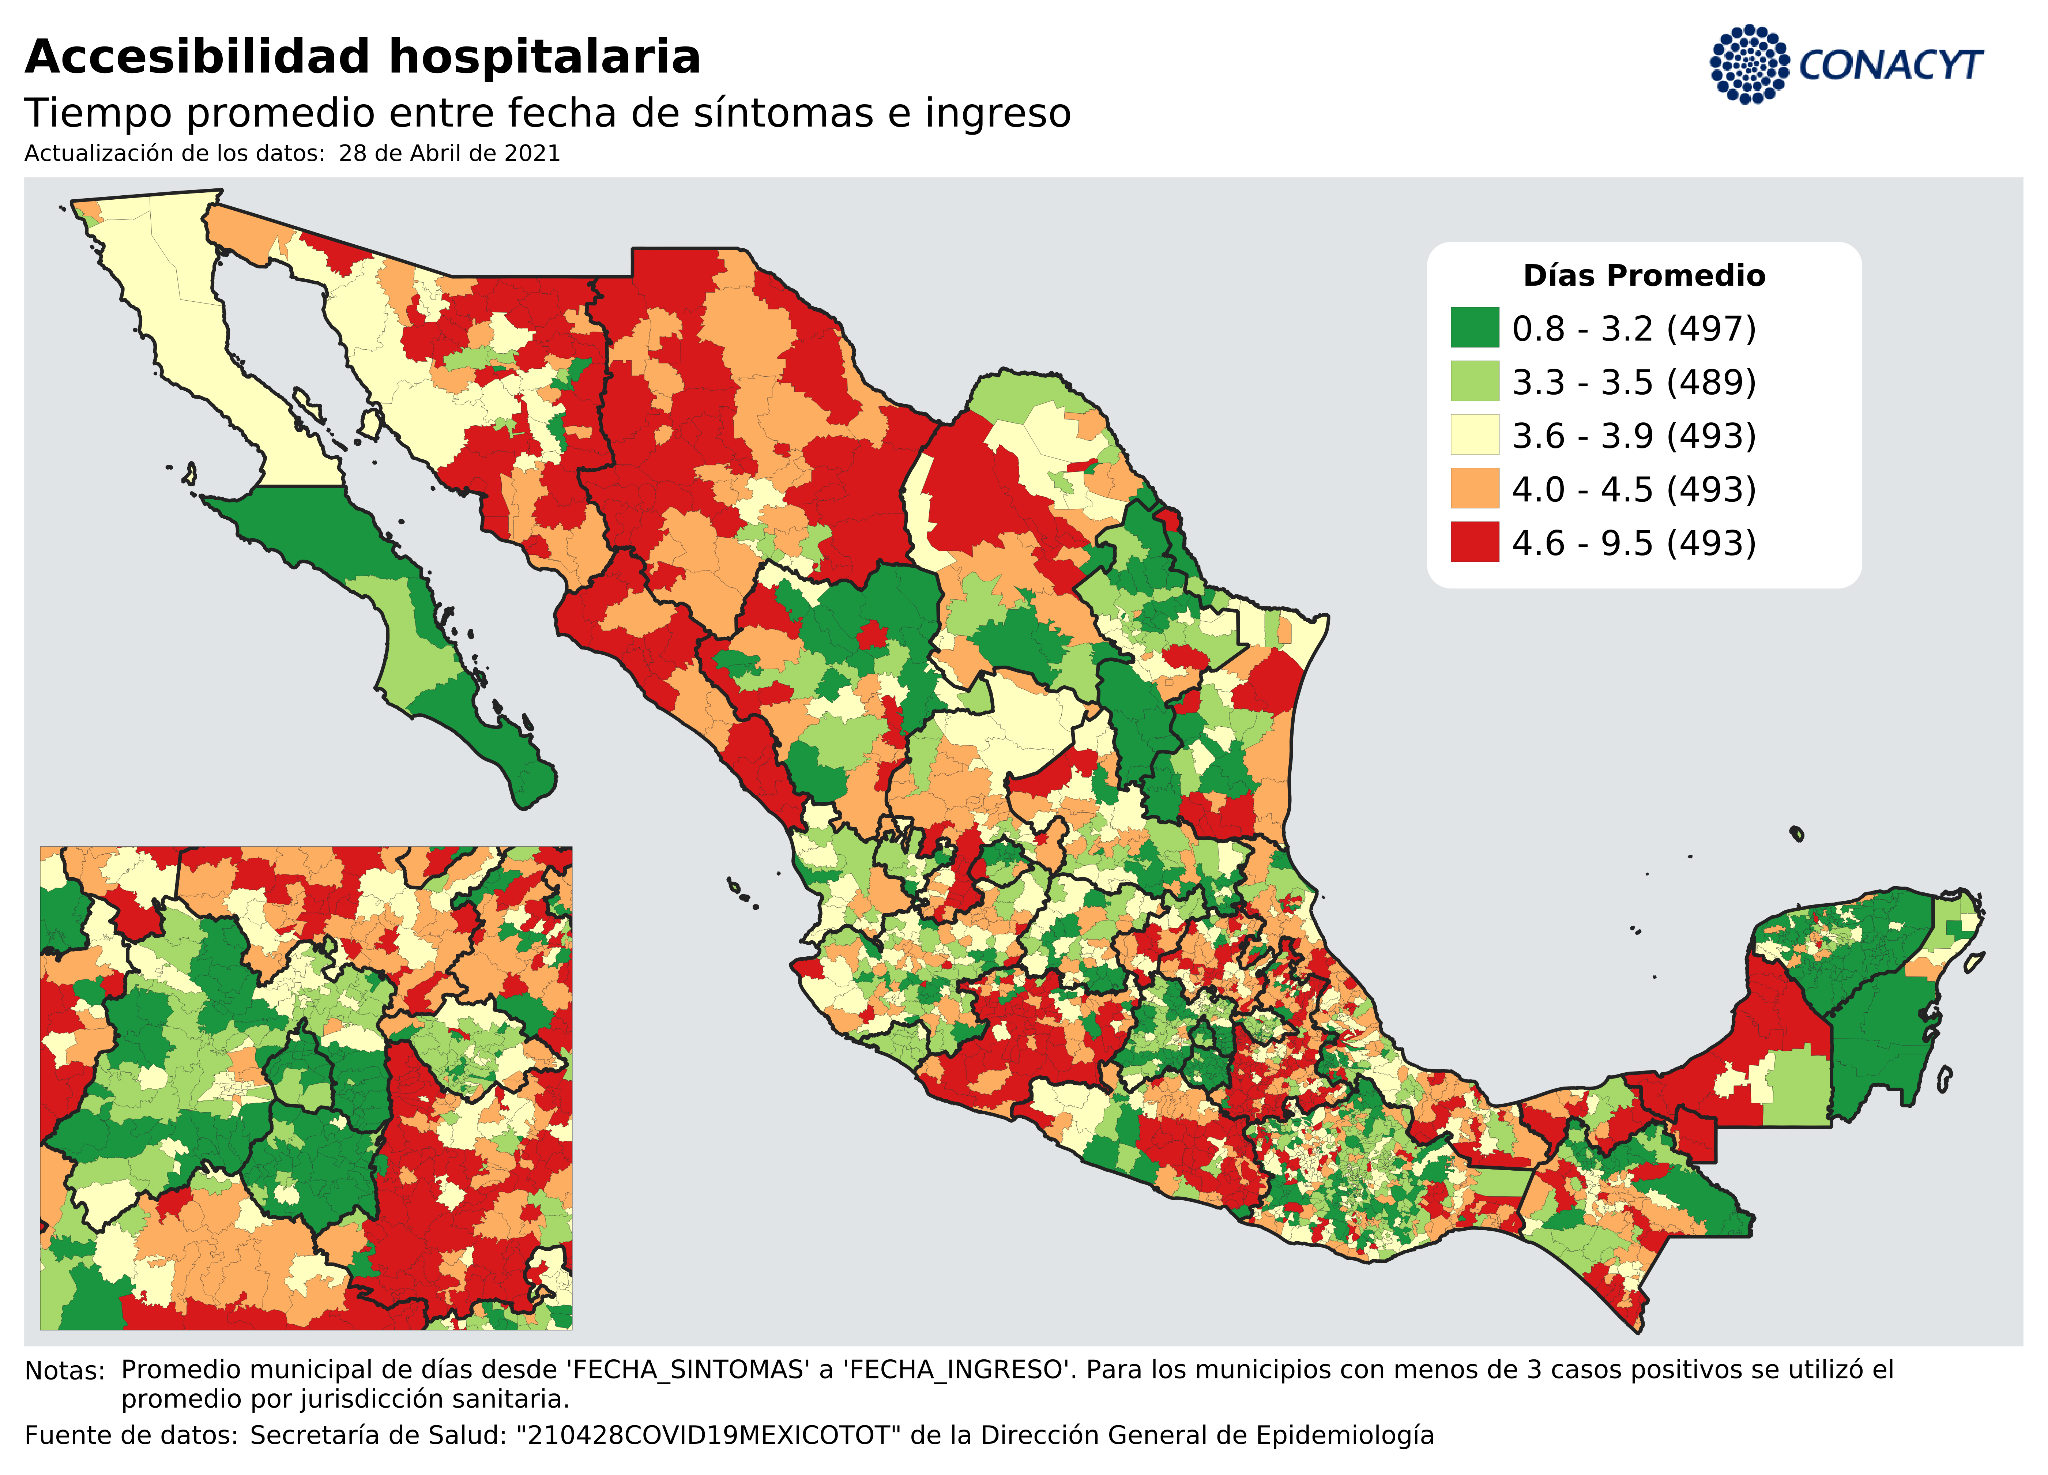 Accesibilidad hospitalaria
Tiempo promedio entre fecha de síntomas e ingreso
Actualización de los datos: 28 de Abril de 2021
CONACYT
Días Promedio
0.8 - 3.2 (497)
3.3 - 3.5 (489)
3.6 - 3.9 (493)
4.0 - 4.5 (493)
4.6 - 9.5 (493)
Notas: Promedio municipal de días desde 'FECHA_SINTOMAS' a 'FECHA_INGRESO'. Para los municipios con menos de 3 casos positivos se utilizó el
promedio por jurisdicción sanitaria.
Fuente de datos: Secretaría de Salud: "210428COVID19MEXICOTOT" de la Dirección General de Epidemiología